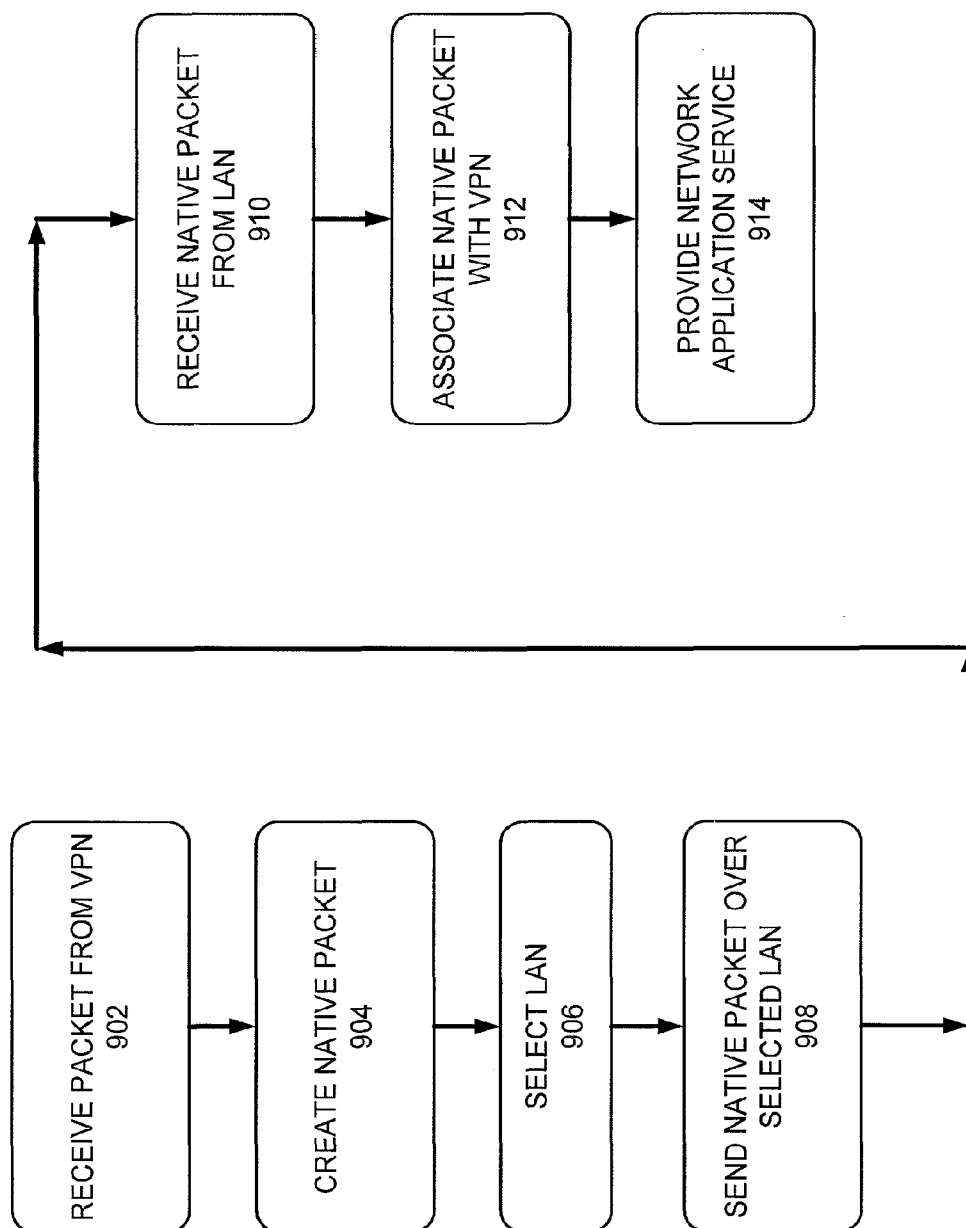 RECEIVE PACKET FROM VPN
902
CREATE NATIVE PACKET
904
SELECT LAN
906
SEND NATIVE PACKET OVER
SELECTED LAN
908
RECEIVE NATIVE PACKET
FROM LAN
910
ASSOCIATE NATIVE PACKET
WITH VPN
912
PROVIDE NETWORK
APPLICATION SERVICE
914